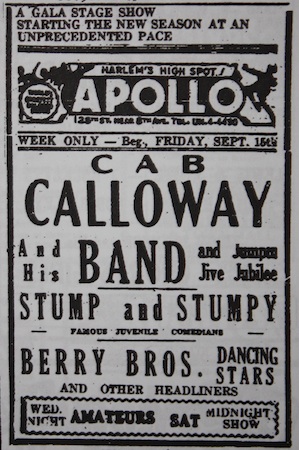 A GALA STAGE SHOW
STARTING THE NEW SEASON AT AN
UNPRECEDENTED PACE
HARLEM'S HIGH SPOT!
APOLLO
125th ST. NEAR 8th AVE. TEL. UN. 4-4490
WEEK ONLY — Beg., FRIDAY, SEPT. 15th
CAB
CALLOWAY
And His BAND and Jumpin Jive Jubilee
STUMP and STUMPY
— FAMOUS JUVENILE COMEDIANS —
BERRY BROS. DANCING STARS
AND OTHER HEADLINERS
WED. NIGHT AMATEURS SAT MIDNIGHT SHOW